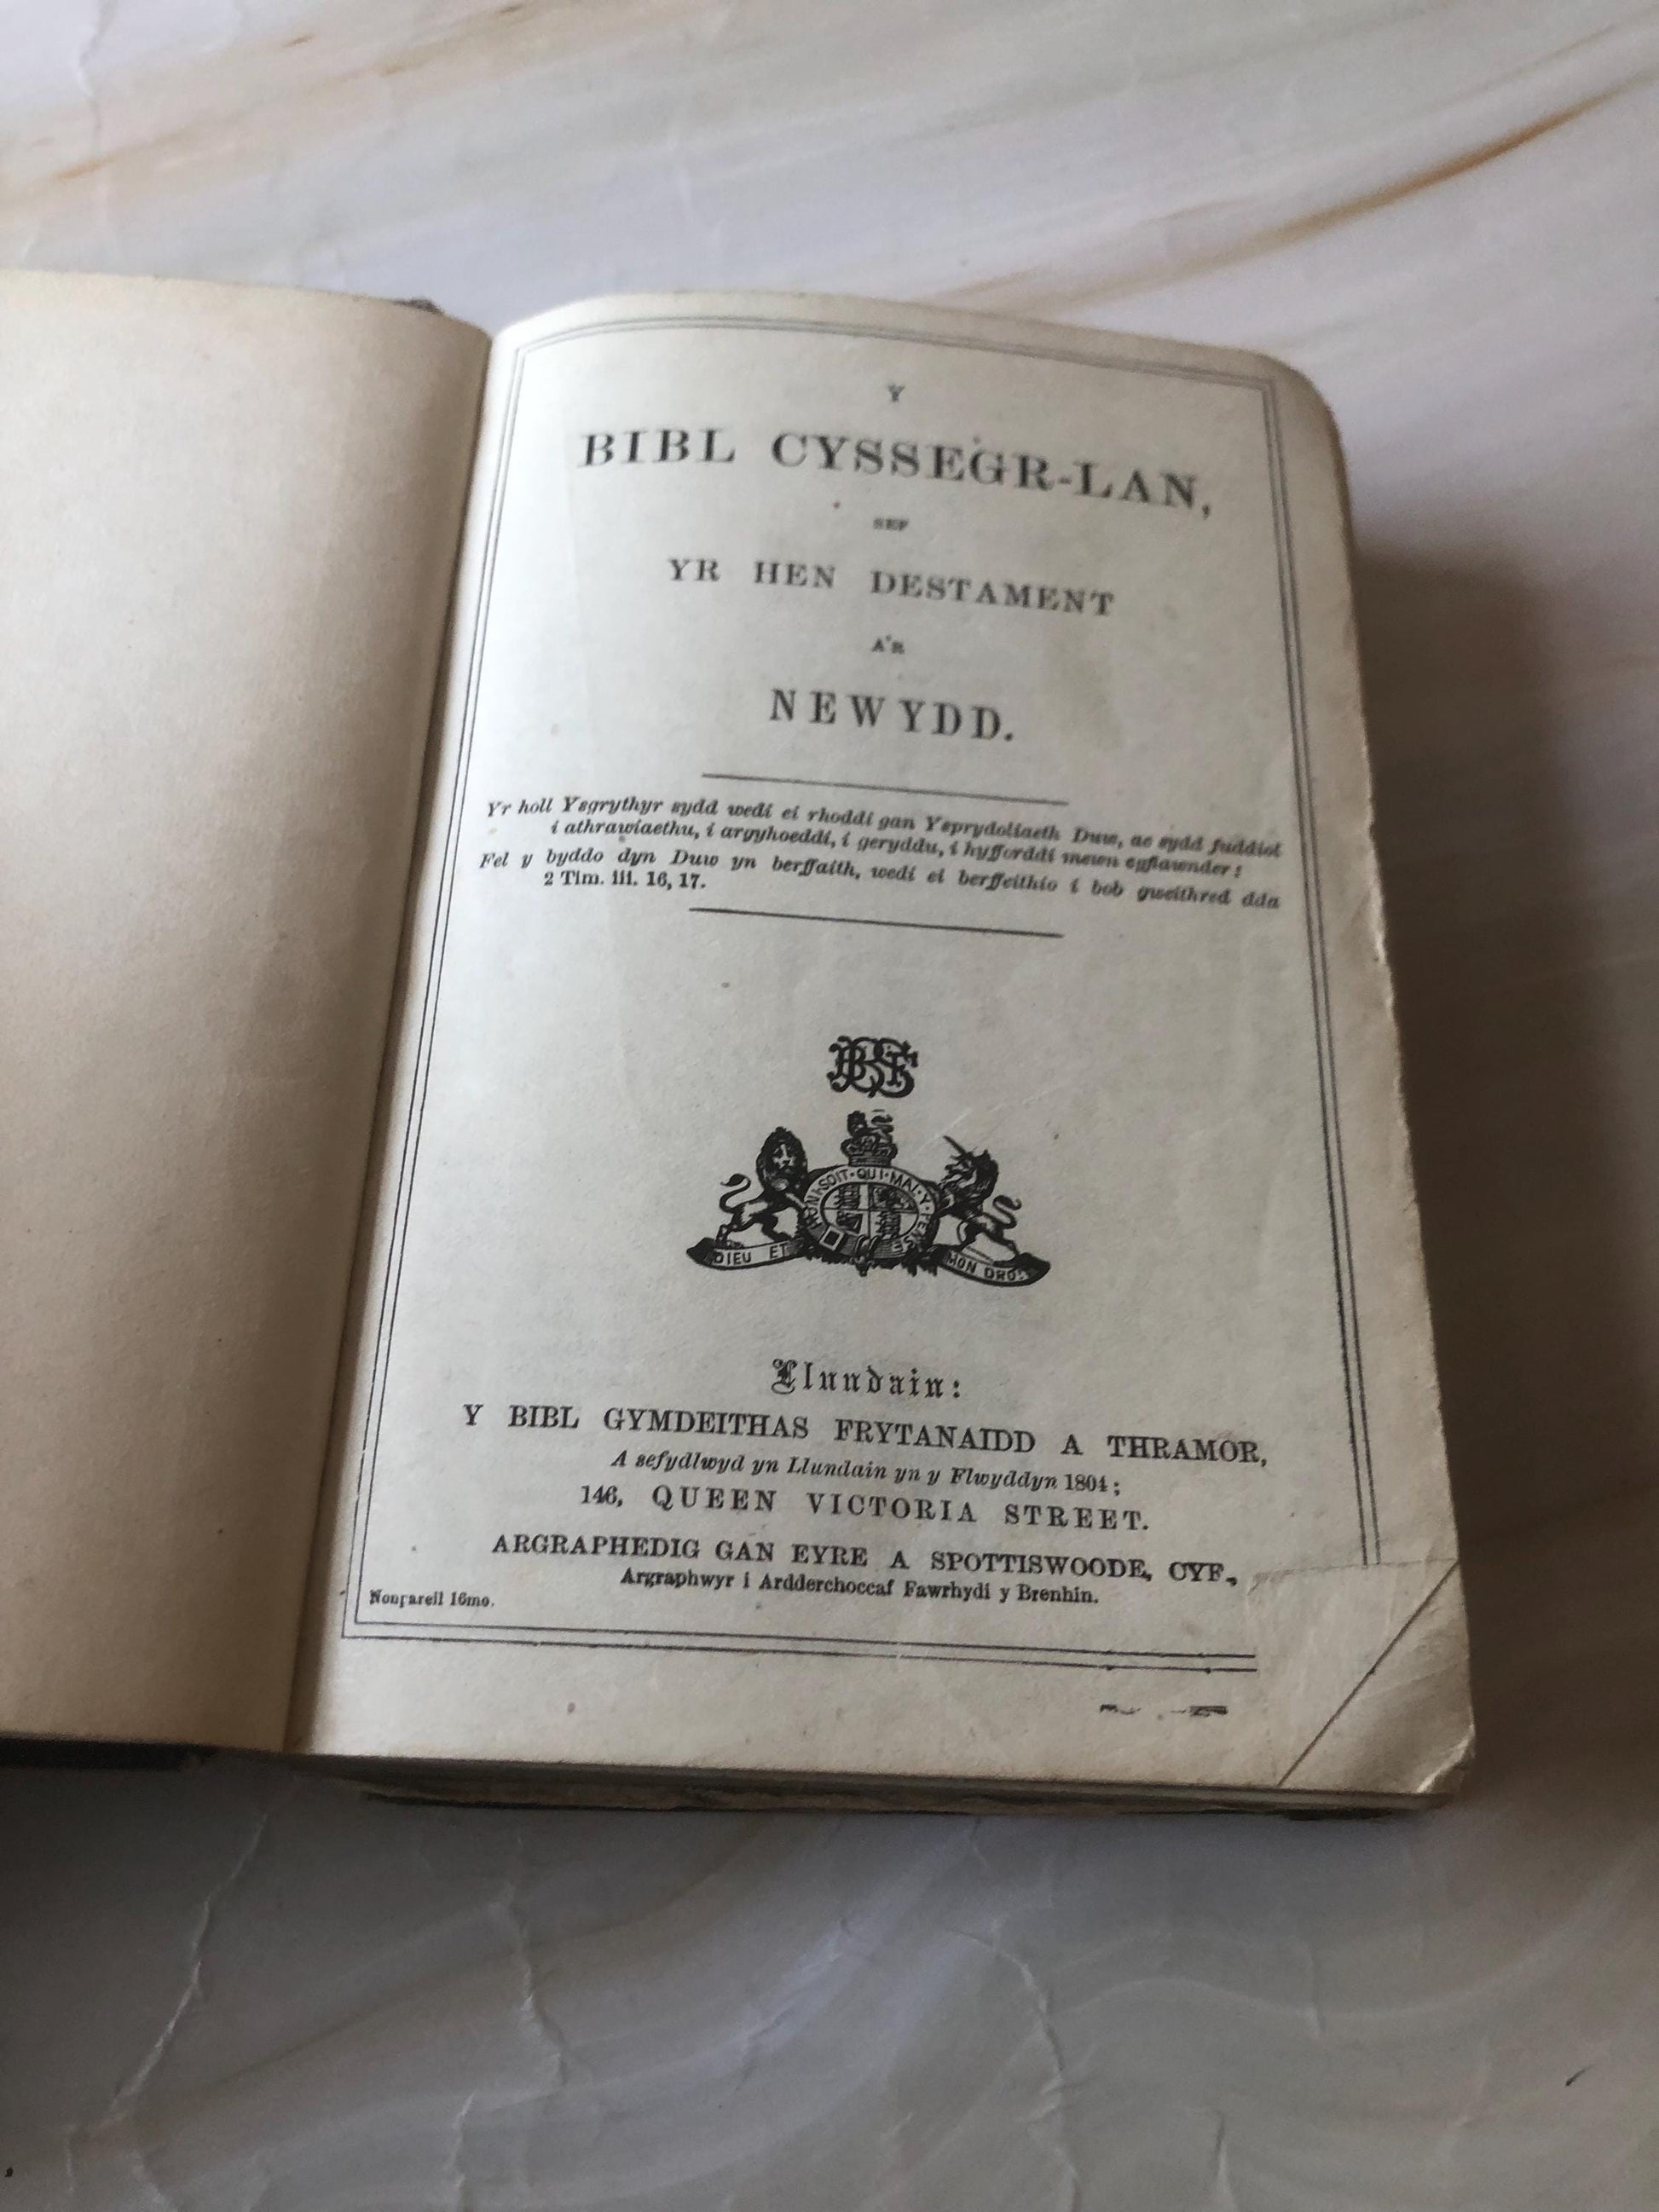 Y
BIBL CYSSEGR-LAN,
SEF
YR HEN DESTAMENT
A'R
NEWYDD.
Yr holl Ysgrythyr sydd wedi ei rhoddi gan Ysprydoliaeth Duw, ac sydd fuddiol
i athrawiaethu, i argyhoeddi, i geryddu, i hyfforddi mewn cyfiawnder:
Fel y byddo dyn Duw yn berffaith, wedi ei berffeithio i bob gweithred dda
2 Tim. iii. 16, 17.
BFBS
HONI·SOIT·QUI·MAL·Y·PENSE
DIEU ET MON DROIT
Llundain:
Y BIBL GYMDEITHAS FRYTANAIDD A THRAMOR,
A sefydlwyd yn Llundain yn y Flwyddyn 1804;
146, QUEEN VICTORIA STREET.
ARGRAPHEDIG GAN EYRE A SPOTTISWOODE, CYF.,
Argraphwyr i Ardderchoccaf Fawrhydi y Brenhin.
Nonpareil 16mo.